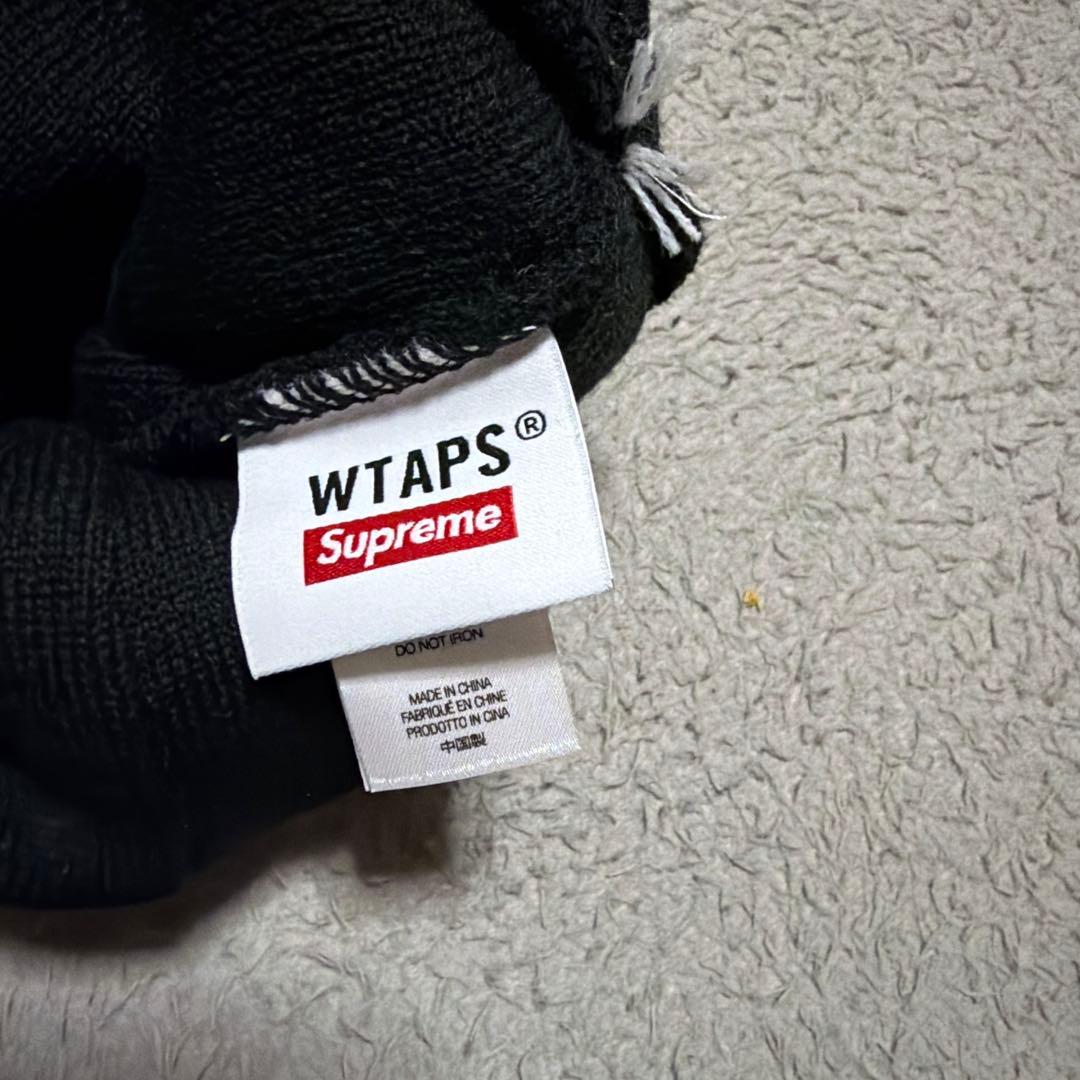 WTAPS®
Supreme
DO NOT IRON
MADE IN CHINA
FABRIQUÉ EN CHINE
PRODOTTO IN CINA
中国製